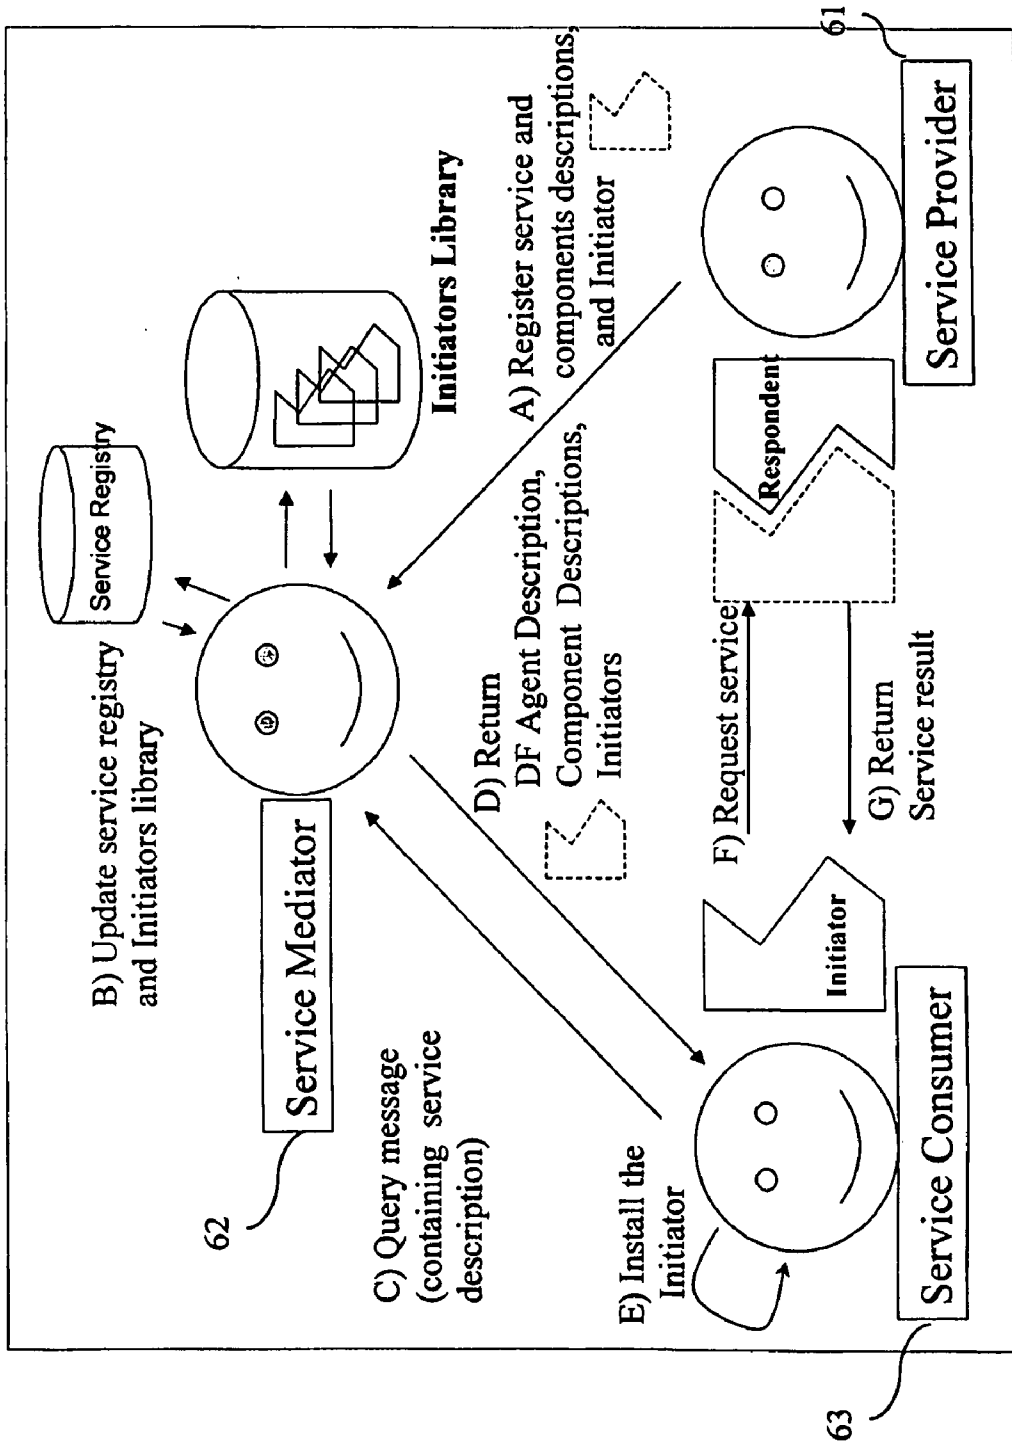 B) Update service registry
and Initiators library
Service Registry
Initiators Library
62
Service Mediator
C) Query message
(containing service
description)
D) Return
DF Agent Description,
Component Descriptions,
Initiators
A) Register service and
components descriptions,
and Initiator
E) Install the
Initiator
F) Request service
G) Return
Service result
Initiator
Respondent
63
Service Consumer
Service Provider
61